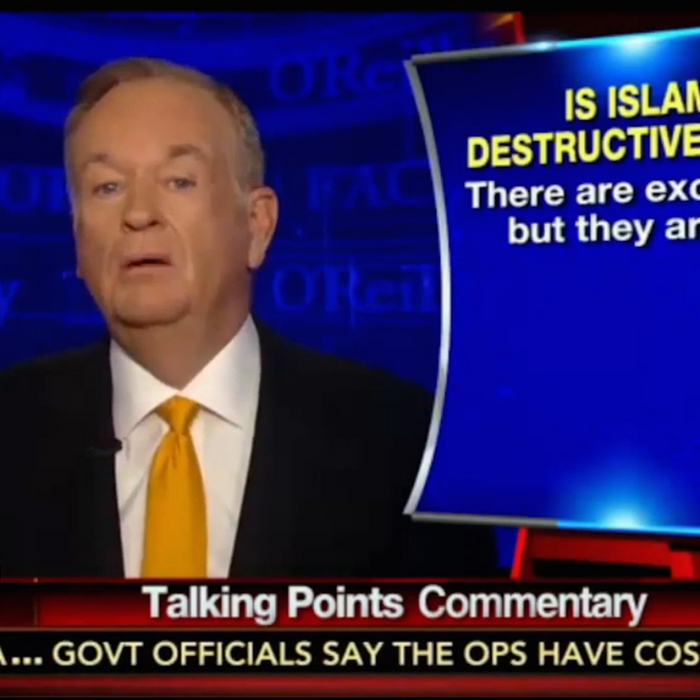 IS ISLAM
DESTRUCTIVE
There are exc
but they ar
Talking Points Commentary
A... GOVT OFFICIALS SAY THE OPS HAVE COS